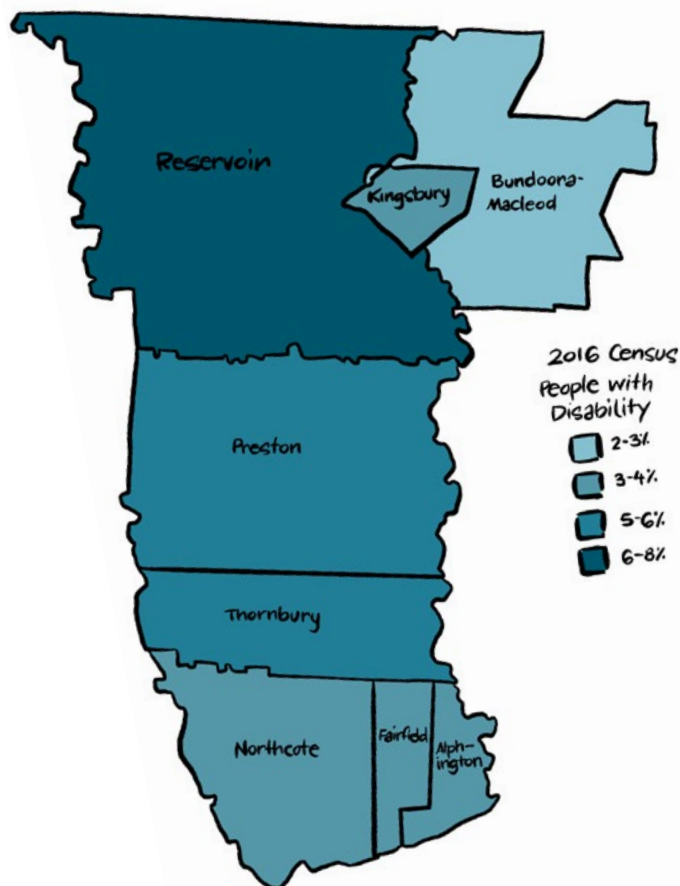 Reservoin
Kingsbury
Bundoora-
Macleod
2016 Census
People with
Disability
2-3%
3-4%
5-6%
6-8%
Preston
Thornbury
Northcote
Fairfield
Alph-
ington